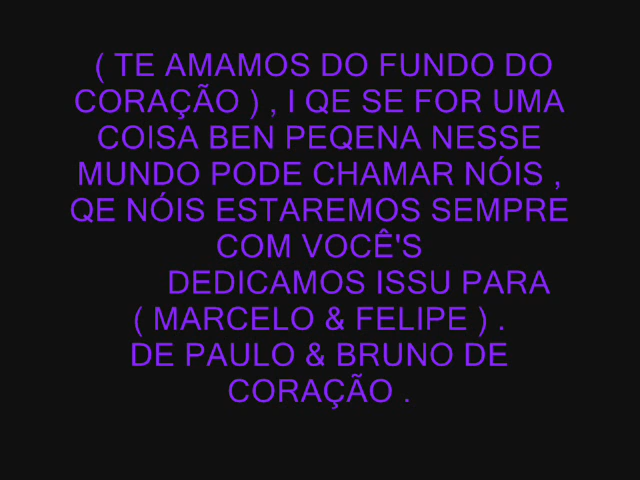 ( TE AMAMOS DO FUNDO DO
CORAÇÃO ) , I QE SE FOR UMA
COISA BEN PEQENA NESSE
MUNDO PODE CHAMAR NÓIS ,
QE NÓIS ESTAREMOS SEMPRE
COM VOCÊ'S
DEDICAMOS ISSU PARA
( MARCELO & FELIPE ) .
DE PAULO & BRUNO DE
CORAÇÃO .